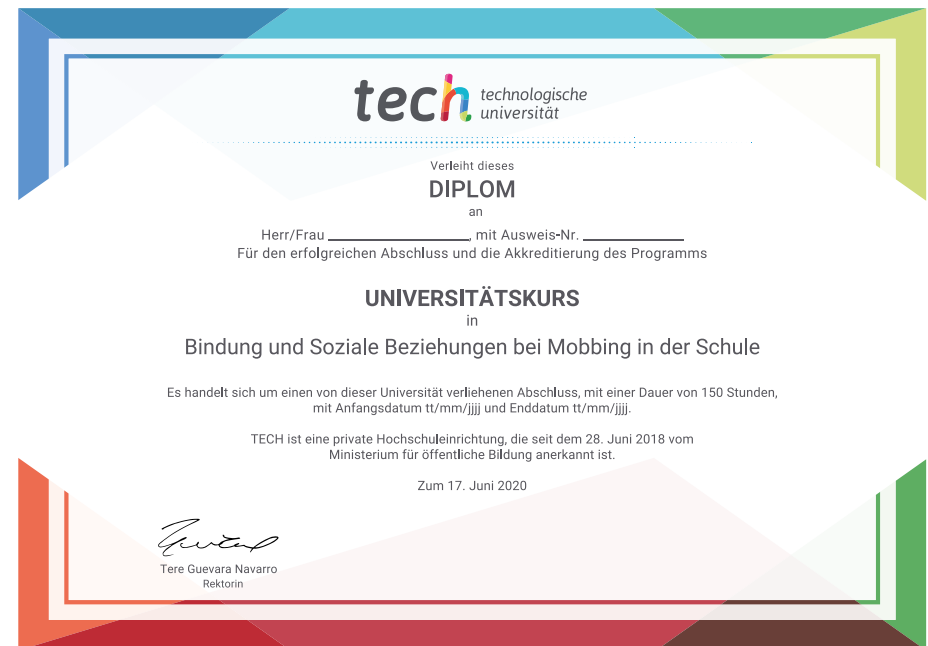 tech technologische
universität
Verleiht dieses
DIPLOM
an
Herr/Frau ________________, mit Ausweis-Nr. ____________
Für den erfolgreichen Abschluss und die Akkreditierung des Programms
UNIVERSITÄTSKURS
in
Bindung und Soziale Beziehungen bei Mobbing in der Schule
Es handelt sich um einen von dieser Universität verliehenen Abschluss, mit einer Dauer von 150 Stunden,
mit Anfangsdatum tt/mm/jjjj und Enddatum tt/mm/jjjj.
TECH ist eine private Hochschuleinrichtung, die seit dem 28. Juni 2018 vom
Ministerium für öffentliche Bildung anerkannt ist.
Zum 17. Juni 2020
Tere Guevara Navarro
Rektorin